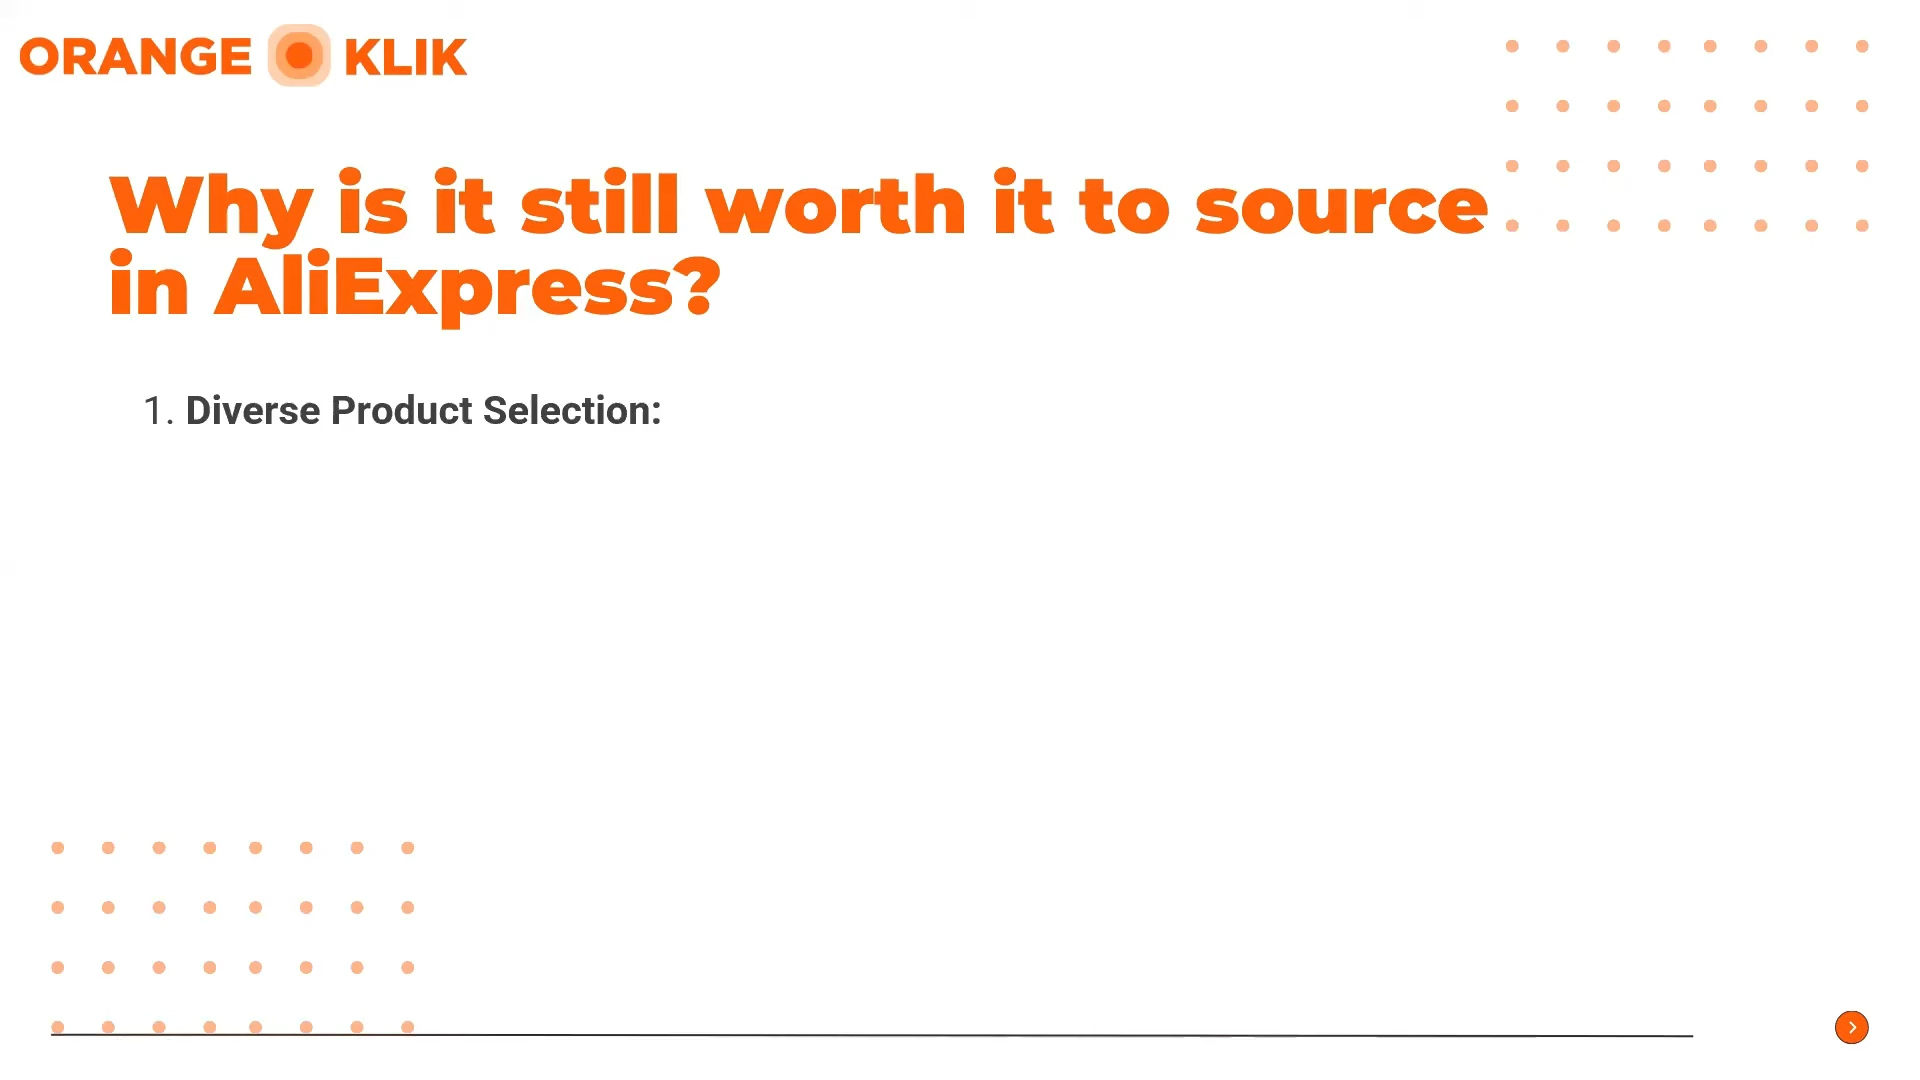 ORANGE KLIK
Why is it still worth it to source
in AliExpress?
1. Diverse Product Selection: